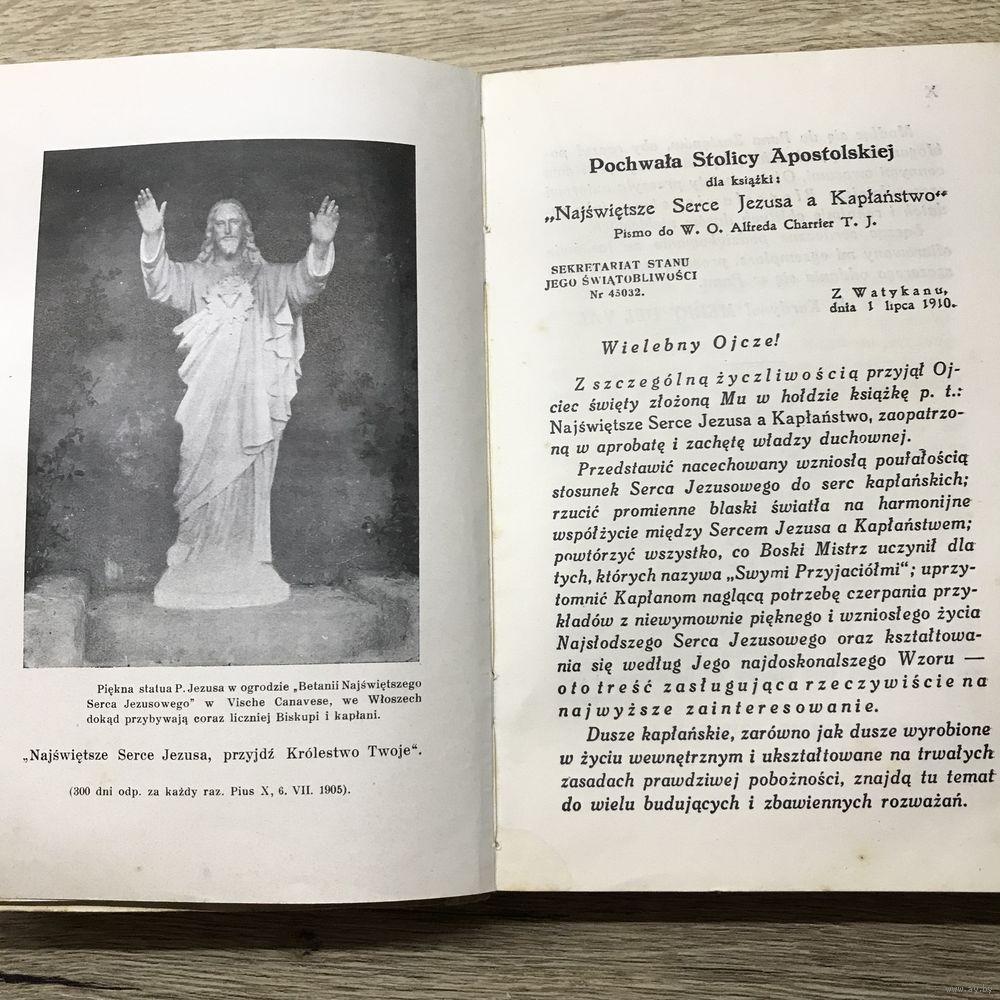 Piękna statua P. Jezusa w ogrodzie „Betanii Najświętszego
Serca Jezusowego" w Vische Canavese, we Włoszech
dokąd przybywają coraz liczniej Biskupi i kapłani.
„Najświętsze Serce Jezusa, przyjdź Królestwo Twoje".
(300 dni odp. za każdy raz. Pius X, 6. VII. 1905).
X
Pochwała Stolicy Apostolskiej
dla książki:
„Najświętsze Serce Jezusa a Kapłaństwo"
Pismo do W. O. Alfreda Charrier T. J.
SEKRETARIAT STANU
JEGO ŚWIĄTOBLIWOŚCI
Nr 45032.
Z Watykanu,
dnia 1 lipca 1910.
Wielebny Ojcze!
Z szczególną życzliwością przyjął Oj-
ciec święty złożoną Mu w hołdzie książkę p. t.:
Najświętsze Serce Jezusa a Kapłaństwo, zaopatrzo-
ną w aprobatę i zachętę władzy duchownej.
Przedstawić nacechowany wzniosłą poufałością
stosunek Serca Jezusowego do serc kapłańskich;
rzucić promienne blaski światła na harmonijne
współżycie między Sercem Jezusa a Kapłaństwem;
powtórzyć wszystko, co Boski Mistrz uczynił dla
tych, których nazywa „Swymi Przyjaciółmi"; uprzy-
tomnić Kapłanom naglącą potrzebę czerpania przy-
kładów z niewymownie pięknego i wzniosłego życia
Najsłodszego Serca Jezusowego oraz kształtowa-
nia się według Jego najdoskonalszego Wzoru —
oto treść zasługująca rzeczywiście na
najwyższe zainteresowanie.
Dusze kapłańskie, zarówno jak dusze wyrobione
w życiu wewnętrznym i ukształtowane na trwałych
zasadach prawdziwej pobożności, znajdą tu temat
do wielu budujących i zbawiennych rozważań.
www.ay.by